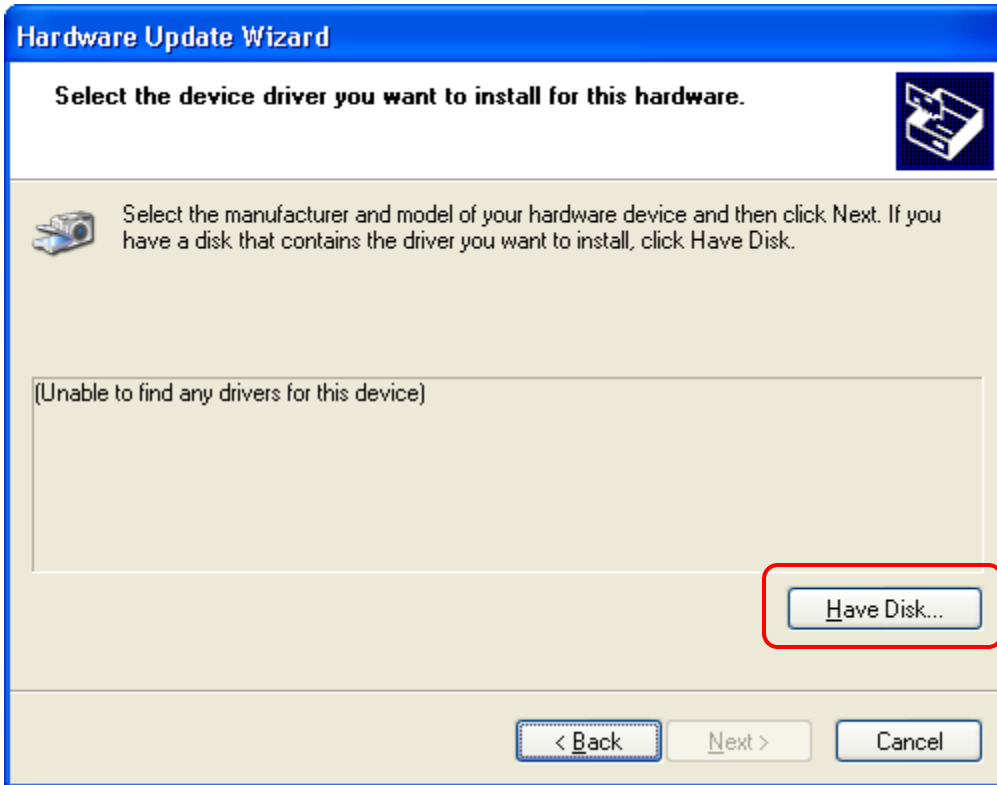 Hardware Update Wizard
Select the device driver you want to install for this hardware.
Select the manufacturer and model of your hardware device and then click Next. If you
have a disk that contains the driver you want to install, click Have Disk.
(Unable to find any drivers for this device)
Have Disk...
< Back
Next >
Cancel